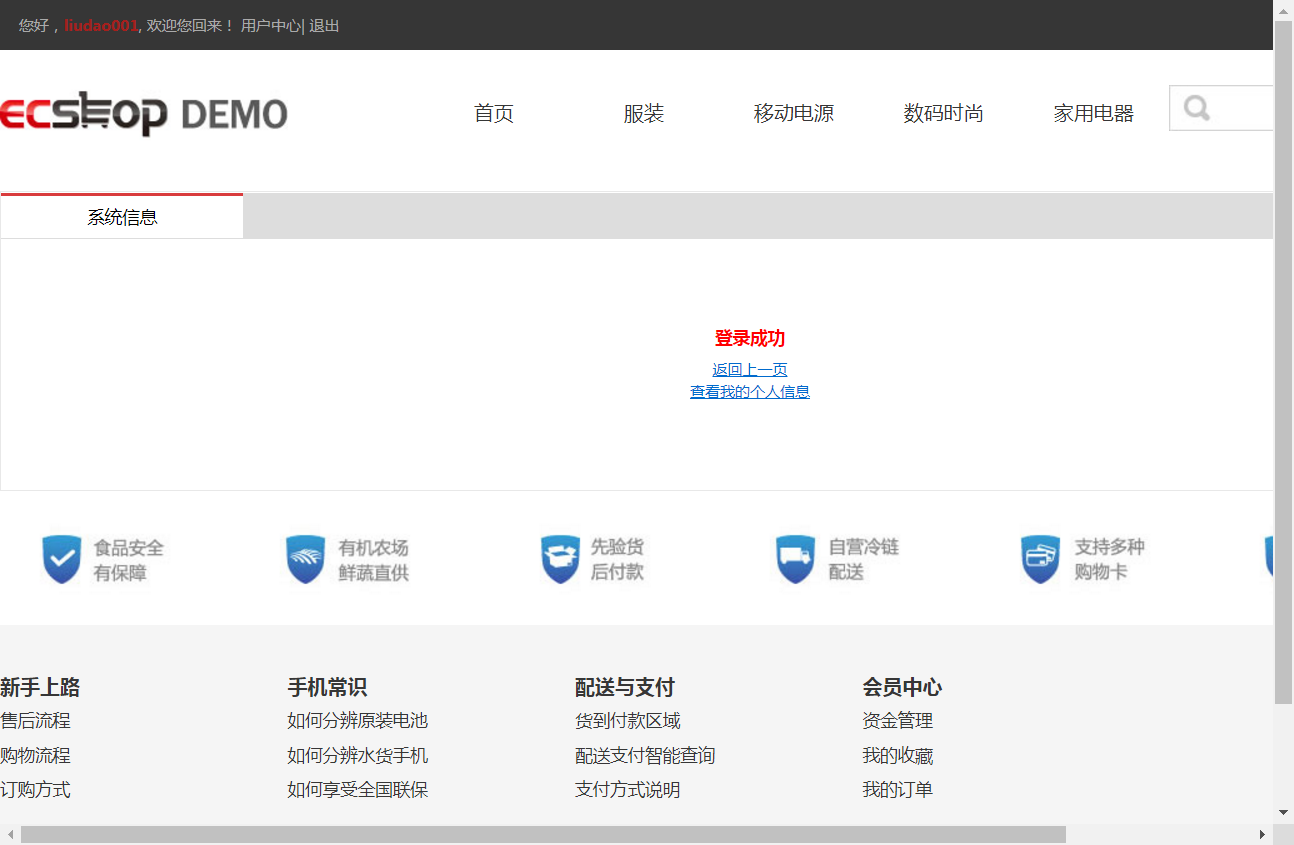 您好，liudao001, 欢迎您回来！ 用户中心| 退出
ECSHOP DEMO
首页 服装 移动电源 数码时尚 家用电器
系统信息
登录成功
返回上一页
查看我的个人信息
食品安全 有机农场 先验货 自营冷链 支持多种
有保障 鲜蔬直供 后付款 配送 购物卡
新手上路 手机常识 配送与支付 会员中心
售后流程 如何分辨原装电池 货到付款区域 资金管理
购物流程 如何分辨水货手机 配送支付智能查询 我的收藏
订购方式 如何享受全国联保 支付方式说明 我的订单